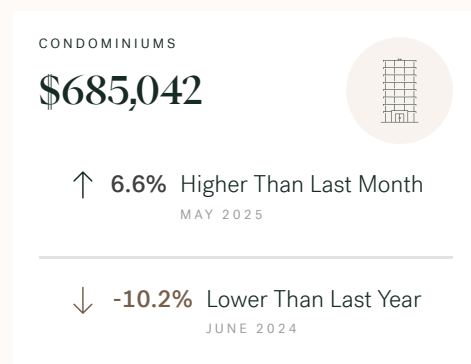 CONDOMINIUMS
$685,042
6.6% Higher Than Last Month
MAY 2025
-10.2% Lower Than Last Year
JUNE 2024